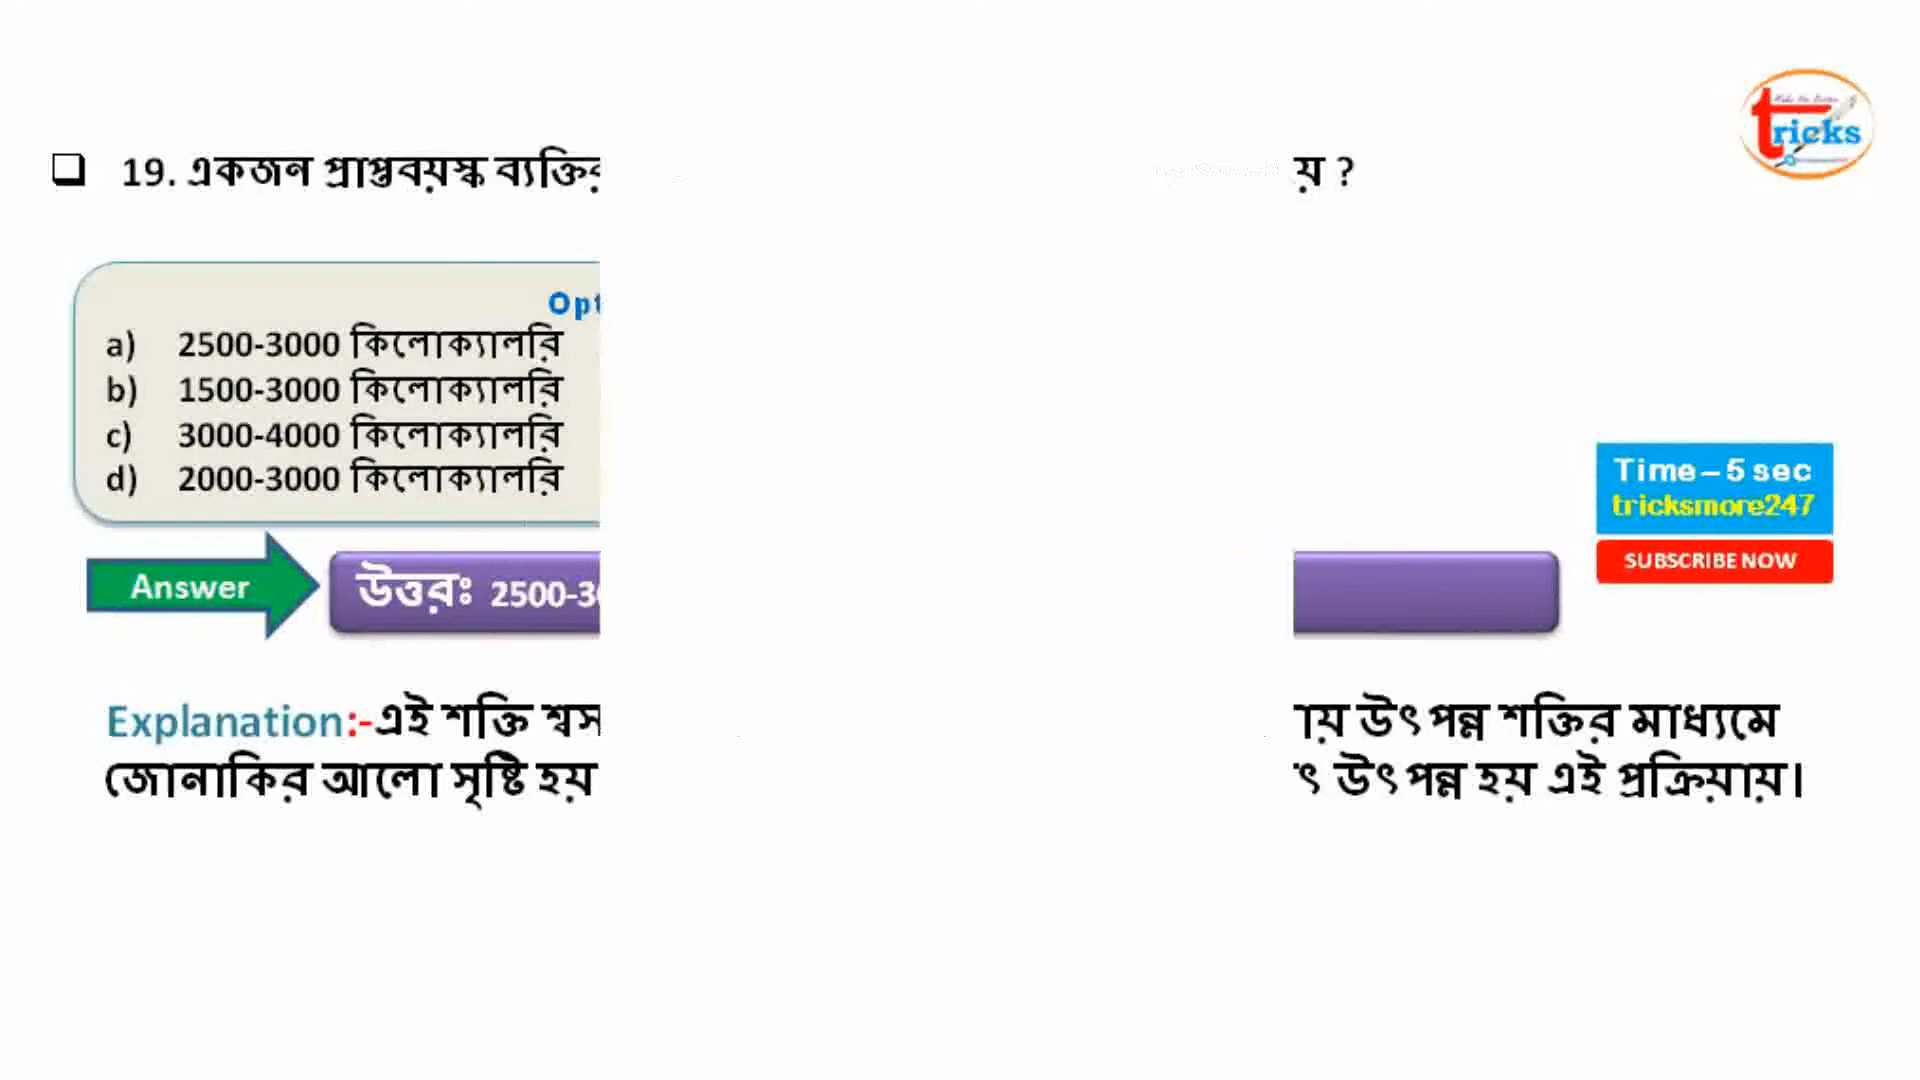 tricks
19. একজন প্রাপ্তবয়স্ক ব্যক্তির য় ?
Opt
a) 2500-3000 কিলোক্যালরি
b) 1500-3000 কিলোক্যালরি
c) 3000-4000 কিলোক্যালরি
d) 2000-3000 কিলোক্যালরি
Time – 5 sec
tricksmore247
SUBSCRIBE NOW
Answer
উত্তরঃ 2500-3
Explanation:-এই শক্তি শ্বস ায় উৎপন্ন শক্তির মাধ্যমে
জোনাকির আলো সৃষ্টি হয় ৎ উৎপন্ন হয় এই প্রক্রিয়ায়।